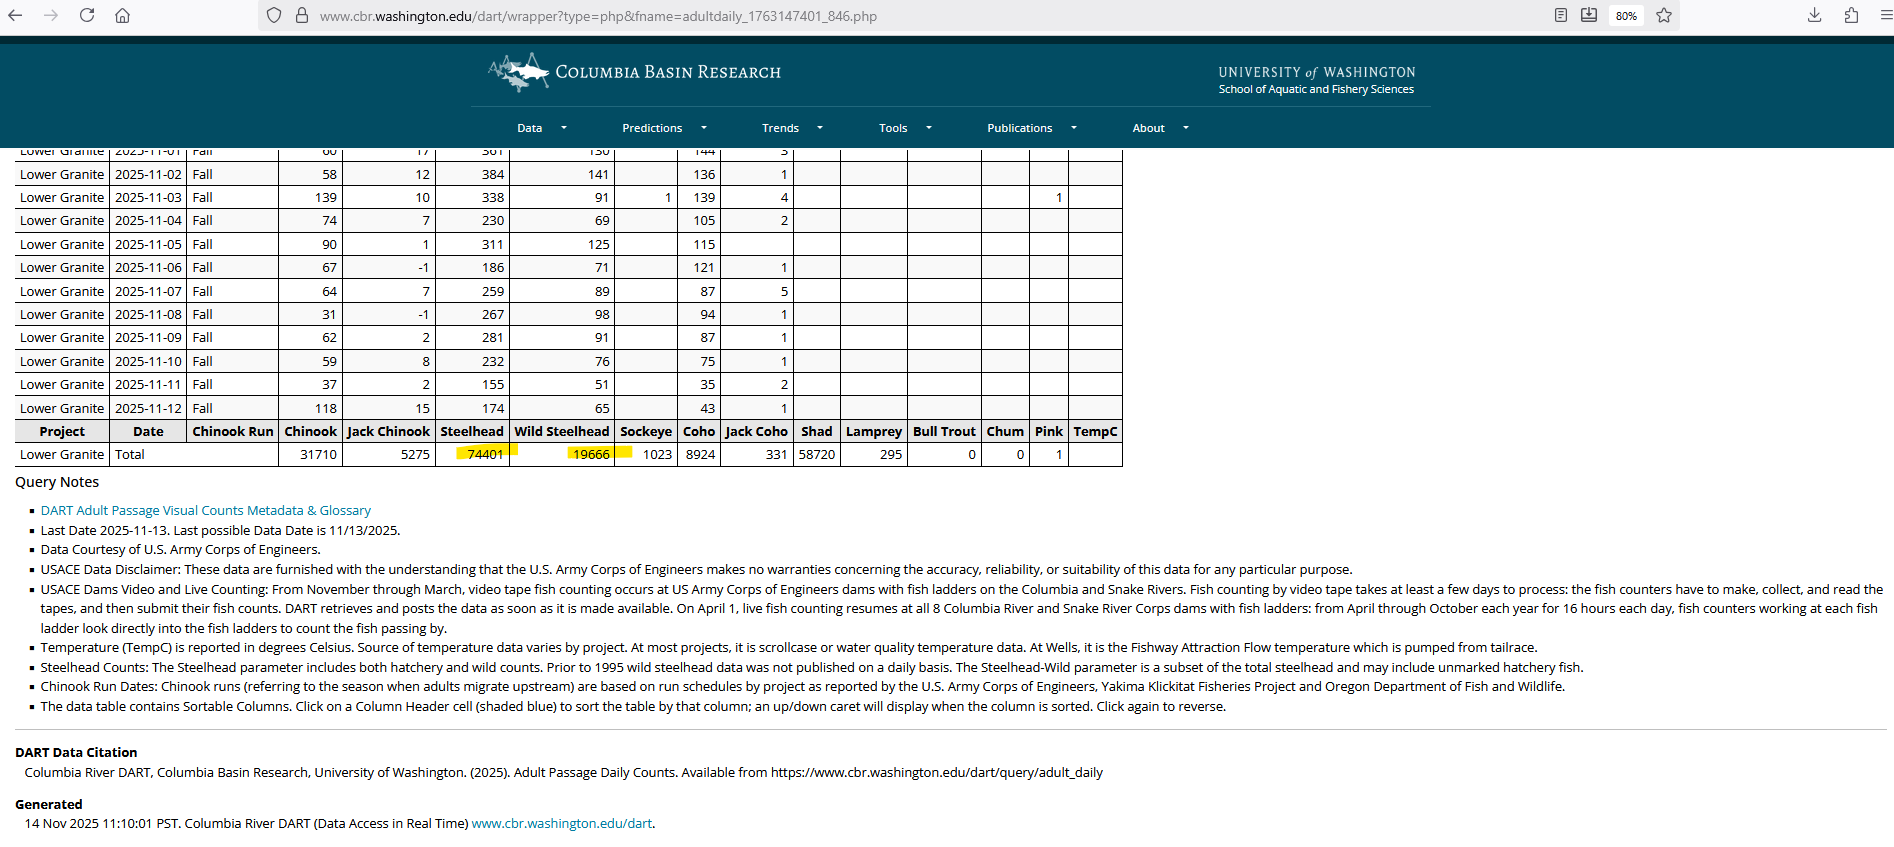 www.cbr.washington.edu/dart/wrapper?type=php&fname=adultdaily_1763147401_846.php 80%
COLUMBIA BASIN RESEARCH
UNIVERSITY of WASHINGTON
School of Aquatic and Fishery Sciences
Data Predictions Trends Tools Publications About
Lower Granite 2025-11-01 Fall 60 17 361 130 144 3
Lower Granite 2025-11-02 Fall 58 12 384 141 136 1
Lower Granite 2025-11-03 Fall 139 10 338 91 1 139 4 1
Lower Granite 2025-11-04 Fall 74 7 230 69 105 2
Lower Granite 2025-11-05 Fall 90 1 311 125 115
Lower Granite 2025-11-06 Fall 67 -1 186 71 121 1
Lower Granite 2025-11-07 Fall 64 7 259 89 87 5
Lower Granite 2025-11-08 Fall 31 -1 267 98 94 1
Lower Granite 2025-11-09 Fall 62 2 281 91 87 1
Lower Granite 2025-11-10 Fall 59 8 232 76 75 1
Lower Granite 2025-11-11 Fall 37 2 155 51 35 2
Lower Granite 2025-11-12 Fall 118 15 174 65 43 1
Project Date Chinook Run Chinook Jack Chinook Steelhead Wild Steelhead Sockeye Coho Jack Coho Shad Lamprey Bull Trout Chum Pink TempC
Lower Granite Total 31710 5275 74401 19666 1023 8924 331 58720 295 0 0 1
Query Notes
▪ DART Adult Passage Visual Counts Metadata & Glossary
▪ Last Date 2025-11-13. Last possible Data Date is 11/13/2025.
▪ Data Courtesy of U.S. Army Corps of Engineers.
▪ USACE Data Disclaimer: These data are furnished with the understanding that the U.S. Army Corps of Engineers makes no warranties concerning the accuracy, reliability, or suitability of this data for any particular purpose.
▪ USACE Dams Video and Live Counting: From November through March, video tape fish counting occurs at US Army Corps of Engineers dams with fish ladders on the Columbia and Snake Rivers. Fish counting by video tape takes at least a few days to process: the fish counters have to make, collect, and read the
tapes, and then submit their fish counts. DART retrieves and posts the data as soon as it is made available. On April 1, live fish counting resumes at all 8 Columbia River and Snake River Corps dams with fish ladders: from April through October each year for 16 hours each day, fish counters working at each fish
ladder look directly into the fish ladders to count the fish passing by.
▪ Temperature (TempC) is reported in degrees Celsius. Source of temperature data varies by project. At most projects, it is scrollcase or water quality temperature data. At Wells, it is the Fishway Attraction Flow temperature which is pumped from tailrace.
▪ Steelhead Counts: The Steelhead parameter includes both hatchery and wild counts. Prior to 1995 wild steelhead data was not published on a daily basis. The Steelhead-Wild parameter is a subset of the total steelhead and may include unmarked hatchery fish.
▪ Chinook Run Dates: Chinook runs (referring to the season when adults migrate upstream) are based on run schedules by project as reported by the U.S. Army Corps of Engineers, Yakima Klickitat Fisheries Project and Oregon Department of Fish and Wildlife.
▪ The data table contains Sortable Columns. Click on a Column Header cell (shaded blue) to sort the table by that column; an up/down caret will display when the column is sorted. Click again to reverse.
DART Data Citation
Columbia River DART, Columbia Basin Research, University of Washington. (2025). Adult Passage Daily Counts. Available from https://www.cbr.washington.edu/dart/query/adult_daily
Generated
14 Nov 2025 11:10:01 PST. Columbia River DART (Data Access in Real Time) www.cbr.washington.edu/dart.